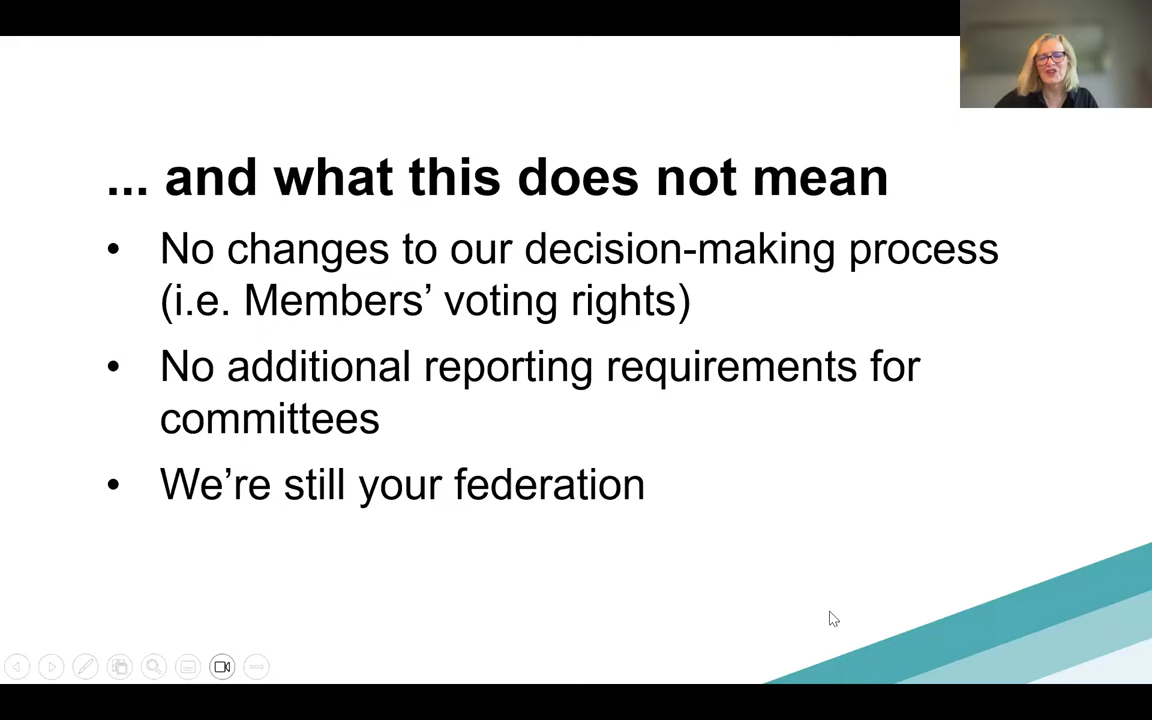 ... and what this does not mean
• No changes to our decision-making process
(i.e. Members’ voting rights)
• No additional reporting requirements for
committees
• We’re still your federation